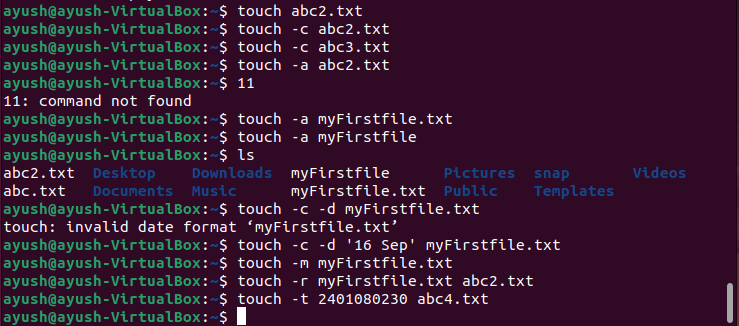 ayush@ayush-VirtualBox:~$ touch abc2.txt
ayush@ayush-VirtualBox:~$ touch -c abc2.txt
ayush@ayush-VirtualBox:~$ touch -c abc3.txt
ayush@ayush-VirtualBox:~$ touch -a abc2.txt
ayush@ayush-VirtualBox:~$ 11
11: command not found
ayush@ayush-VirtualBox:~$ touch -a myFirstfile.txt
ayush@ayush-VirtualBox:~$ touch -a myFirstfile
ayush@ayush-VirtualBox:~$ ls
abc2.txt  Desktop    Downloads  myFirstfile      Pictures  snap       Videos
abc.txt   Documents  Music      myFirstfile.txt  Public    Templates
ayush@ayush-VirtualBox:~$ touch -c -d myFirstfile.txt
touch: invalid date format ‘myFirstfile.txt’
ayush@ayush-VirtualBox:~$ touch -c -d '16 Sep' myFirstfile.txt
ayush@ayush-VirtualBox:~$ touch -m myFirstfile.txt
ayush@ayush-VirtualBox:~$ touch -r myFirstfile.txt abc2.txt
ayush@ayush-VirtualBox:~$ touch -t 2401080230 abc4.txt
ayush@ayush-VirtualBox:~$